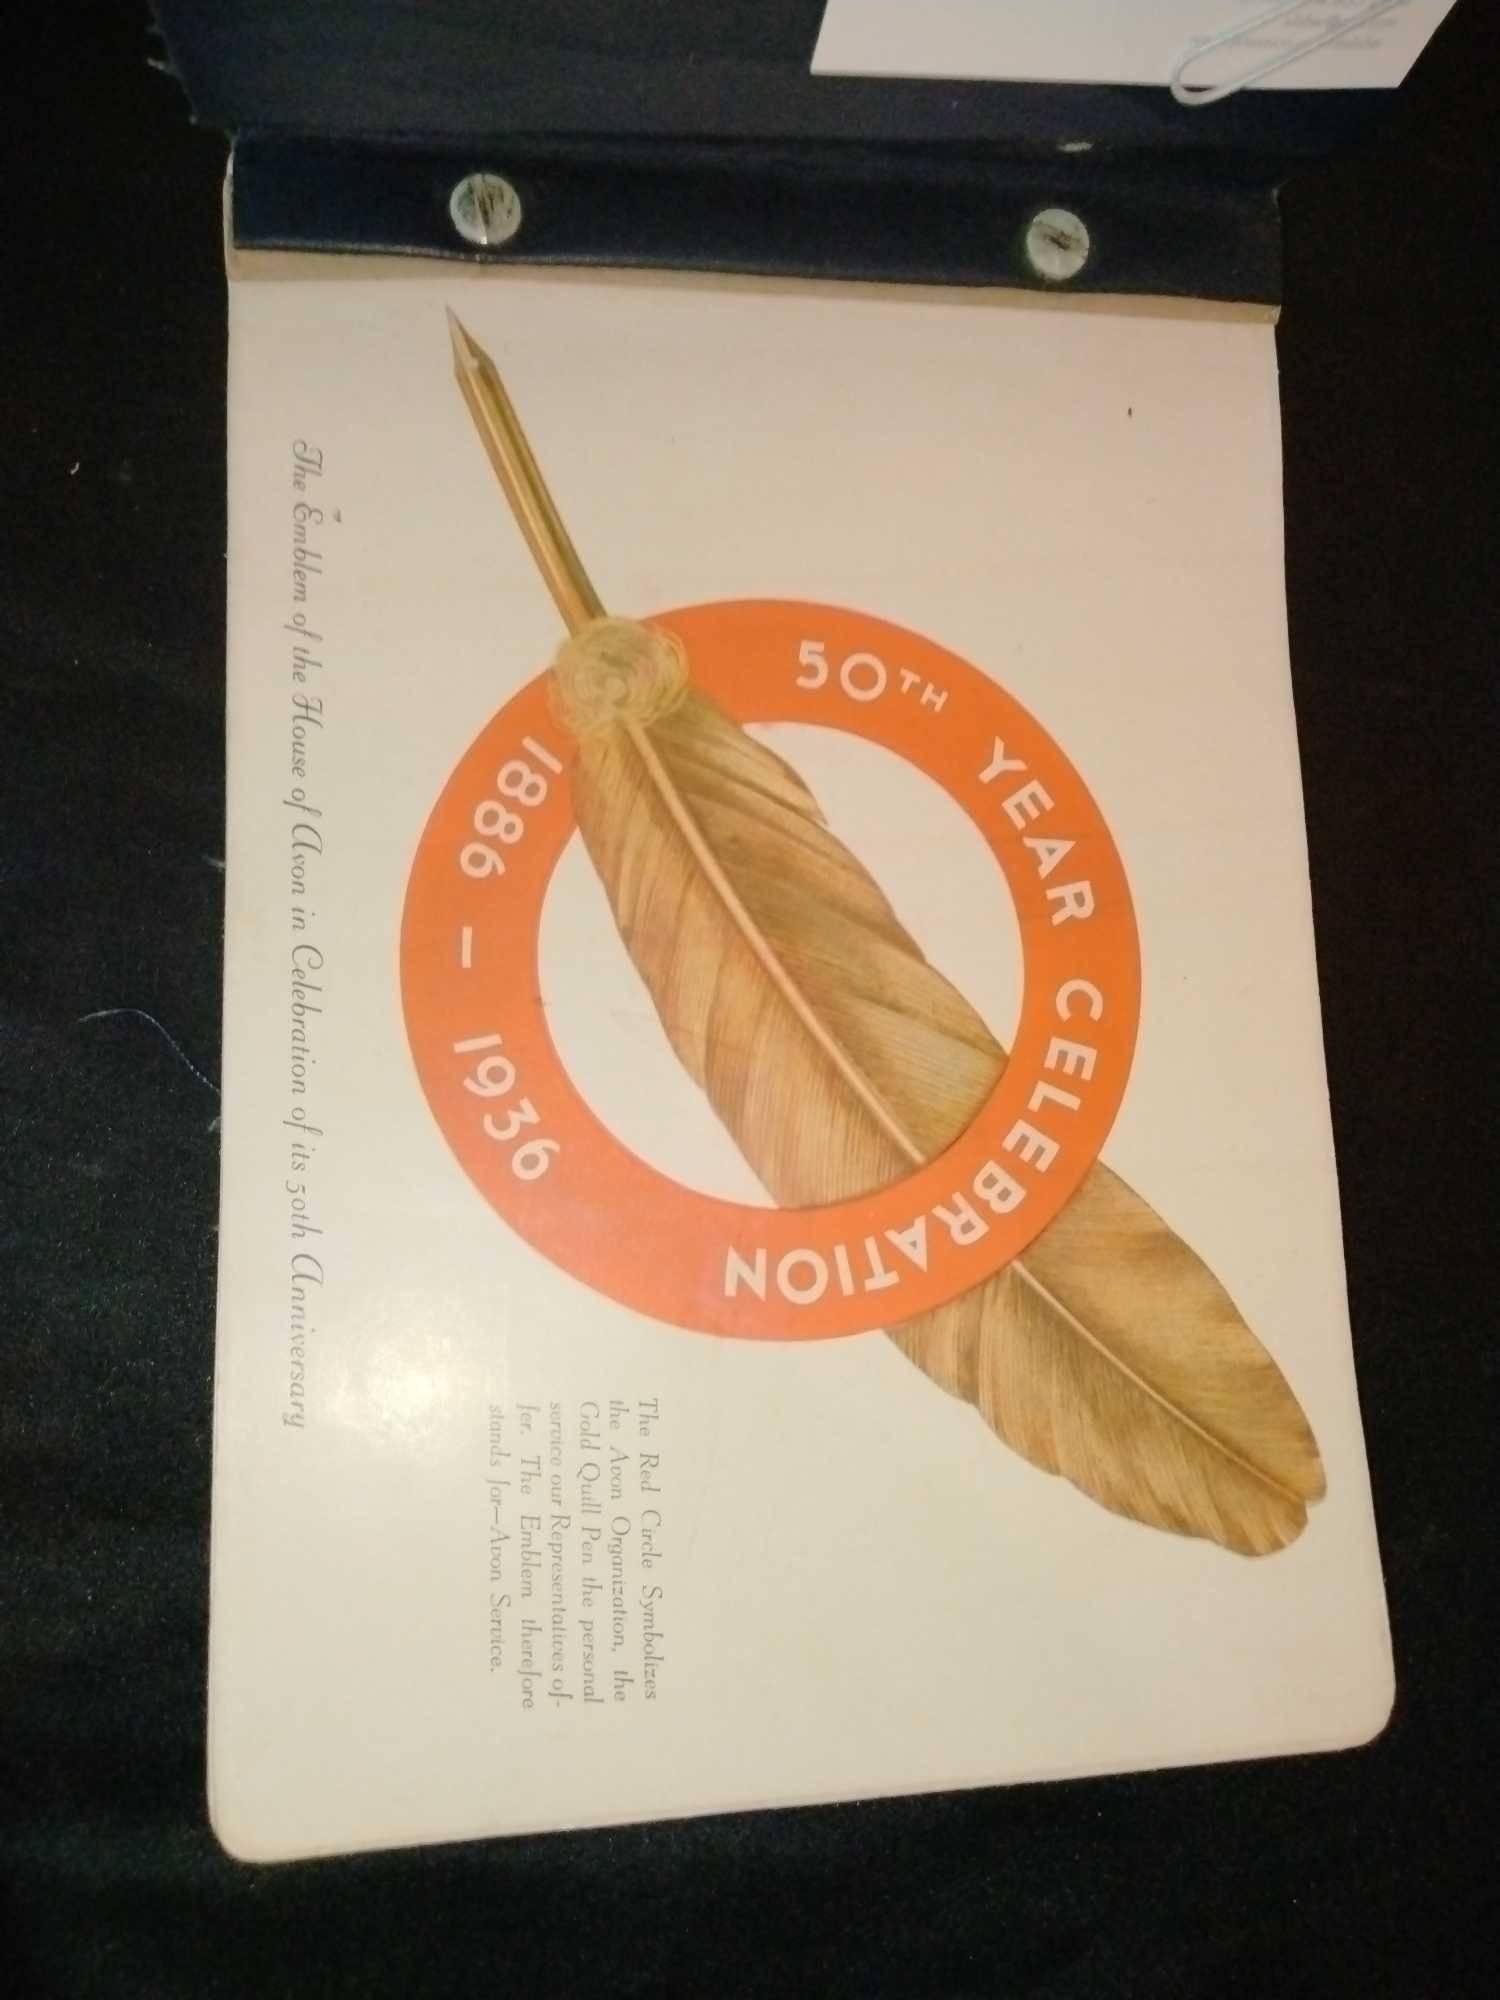 50TH YEAR CELEBRATION
1886 – 1936
The Red Circle Symbolizes
the Avon Organization, the
Gold Quill Pen the personal
service our Representatives of-
fer. The Emblem therefore
stands for—Avon Service.
The Emblem of the House of Avon in Celebration of its 50th Anniversary